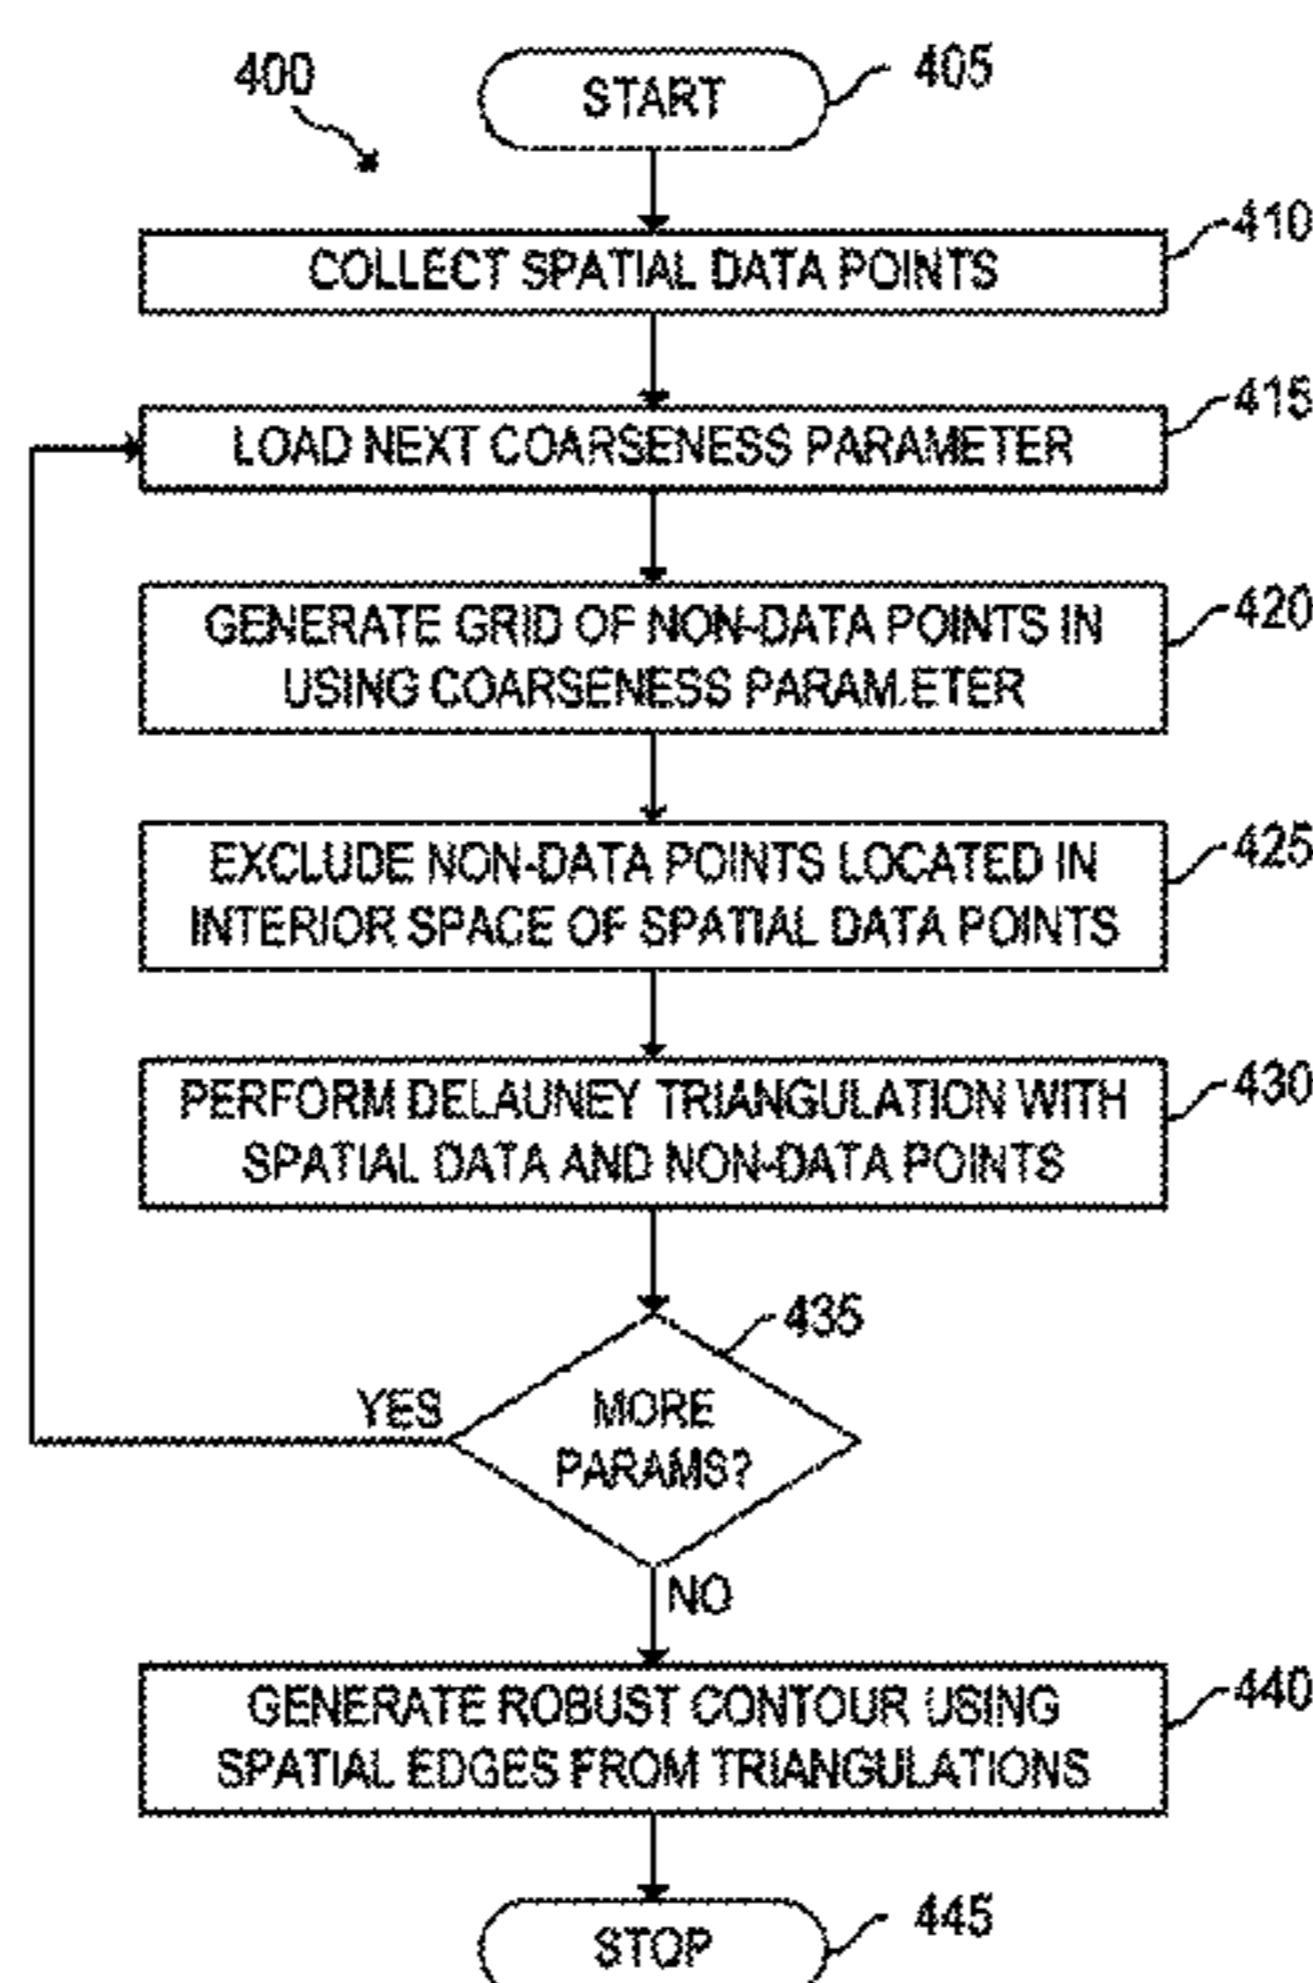 400
START
405
COLLECT SPATIAL DATA POINTS
410
LOAD NEXT COARSENESS PARAMETER
415
GENERATE GRID OF NON-DATA POINTS IN
USING COARSENESS PARAMETER
420
EXCLUDE NON-DATA POINTS LOCATED IN
INTERIOR SPACE OF SPATIAL DATA POINTS
425
PERFORM DELAUNEY TRIANGULATION WITH
SPATIAL DATA AND NON-DATA POINTS
430
435
YES
MORE
PARAMS?
NO
GENERATE ROBUST CONTOUR USING
SPATIAL EDGES FROM TRIANGULATIONS
440
STOP
445